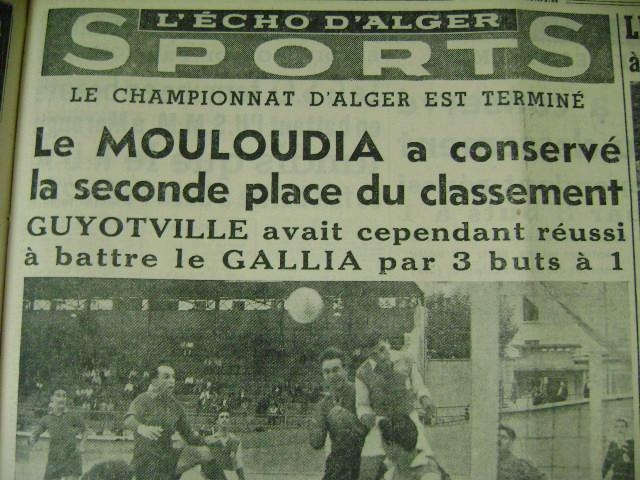 L'ÉCHO D'ALGER
SPORTS
LE CHAMPIONNAT D'ALGER EST TERMINÉ
Le MOULOUDIA a conservé
la seconde place du classement
GUYOTVILLE avait cependant réussi
à battre le GALLIA par 3 buts à 1
L
à